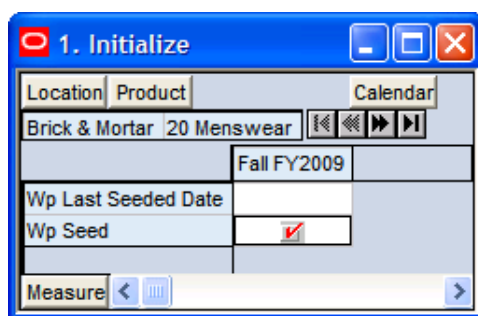 1. Initialize
Location Product Calendar
Brick & Mortar 20 Menswear
Fall FY2009
Wp Last Seeded Date
Wp Seed
Measure